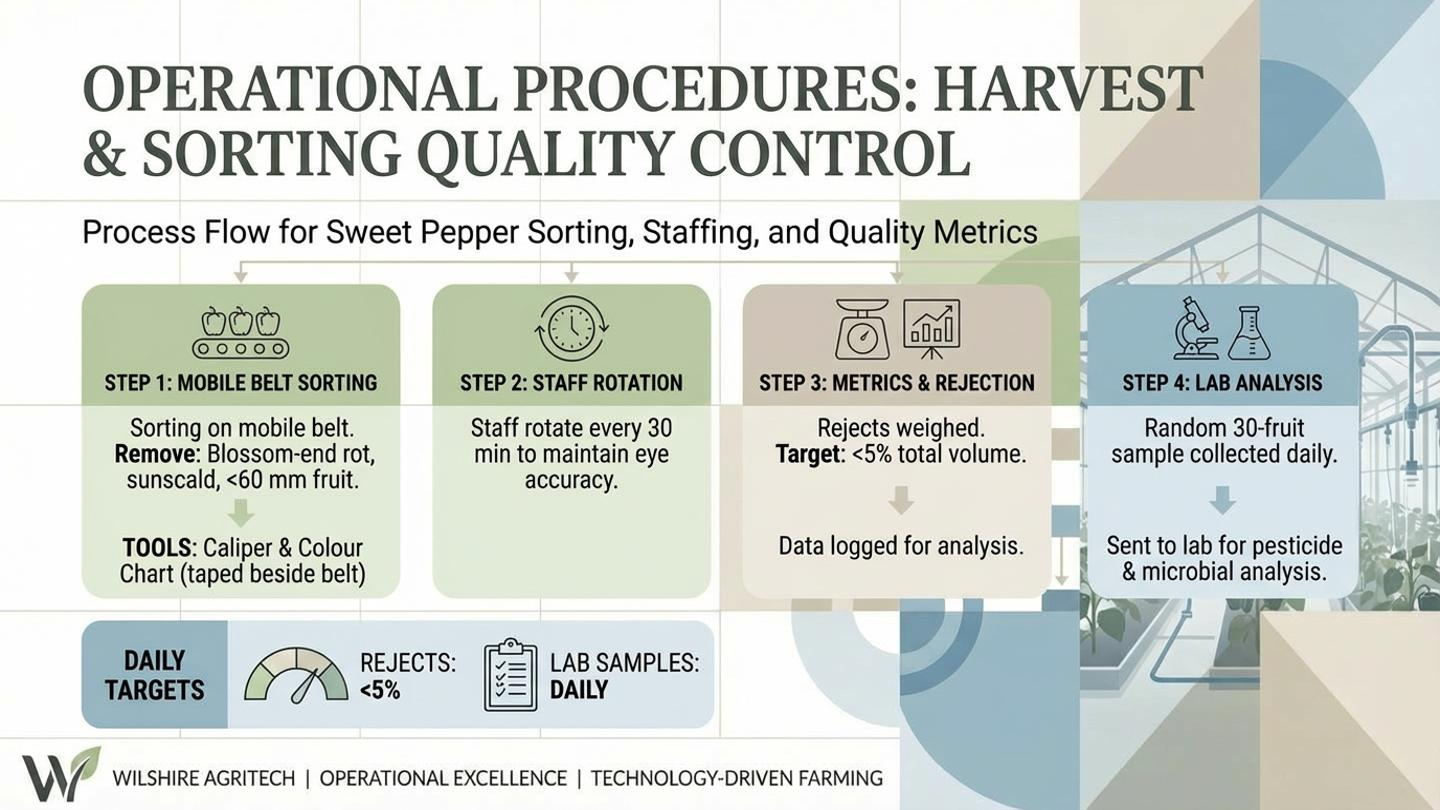 OPERATIONAL PROCEDURES: HARVEST
& SORTING QUALITY CONTROL
Process Flow for Sweet Pepper Sorting, Staffing, and Quality Metrics
STEP 1: MOBILE BELT SORTING
Sorting on mobile belt.
Remove: Blossom-end rot,
sunscald, <60 mm fruit.
TOOLS: Caliper & Colour
Chart (taped beside belt)
STEP 2: STAFF ROTATION
Staff rotate every 30
min to maintain eye
accuracy.
STEP 3: METRICS & REJECTION
Rejects weighed.
Target: <5% total volume.
Data logged for analysis.
STEP 4: LAB ANALYSIS
Random 30-fruit
sample collected daily.
Sent to lab for pesticide
& microbial analysis.
DAILY
TARGETS
REJECTS:
<5%
LAB SAMPLES:
DAILY
W WILSHIRE AGRITECH | OPERATIONAL EXCELLENCE | TECHNOLOGY-DRIVEN FARMING